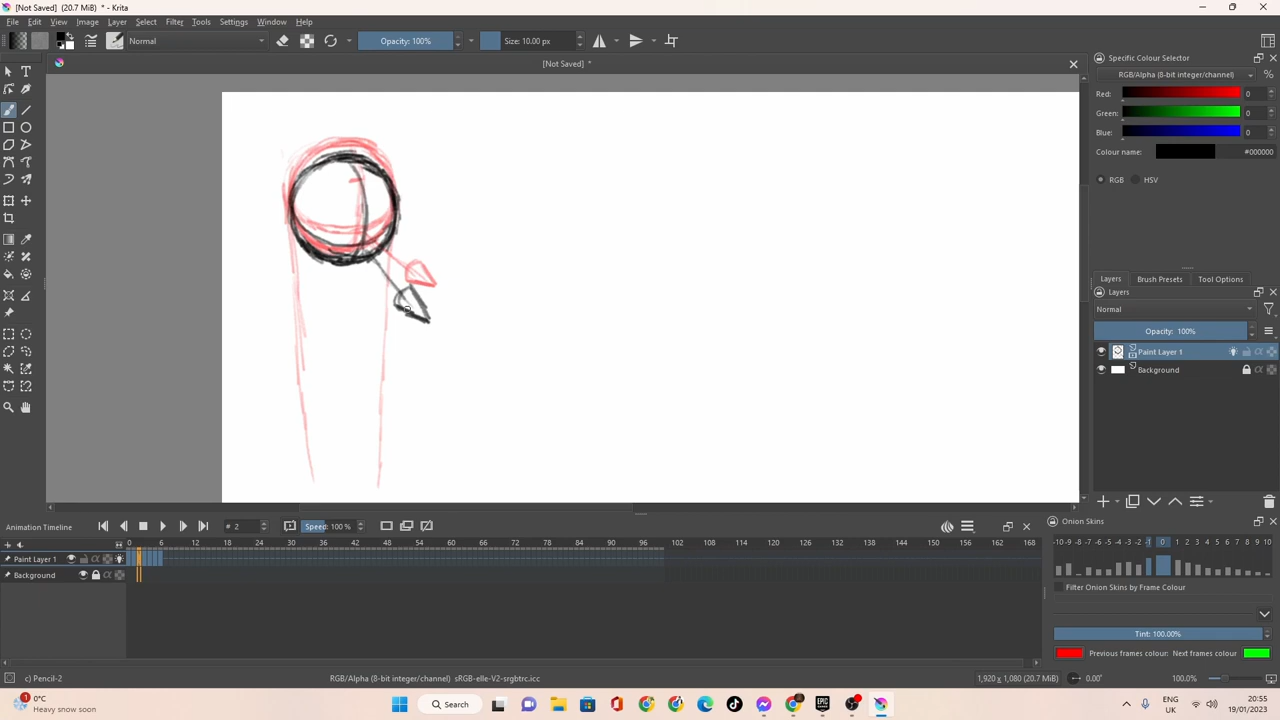 [Not Saved] (20.7 MiB) * - Krita
File Edit View Image Layer Select Filter Tools Settings Window Help
Normal Opacity: 100% Size: 10.00 px
[Not Saved] *
Specific Colour Selector
RGB/Alpha (8-bit integer/channel) %
Red: 0
Green: 0
Blue: 0
Colour name: #000000
RGB HSV
Layers Brush Presets Tool Options
Layers
Normal
Opacity: 100%
Paint Layer 1
Background
Animation Timeline # 2 Speed: 100 %
0 6 12 18 24 30 36 42 48 54 60 66 72 78 84 90 96 102 108 114 120 126 132 138 144 150 156 162 168
Paint Layer 1
Background
Onion Skins
-10 -9 -8 -7 -6 -5 -4 -3 -2 -1 0 1 2 3 4 5 6 7 8 9 10
Filter Onion Skins by Frame Colour
Tint: 100.00%
Previous frames colour: Next frames colour:
c) Pencil-2 RGB/Alpha (8-bit integer/channel) sRGB-elle-V2-srgbtrc.icc 1,920 x 1,080 (20.7 MiB) 0.00° 100.0%
1 0°C
Heavy snow soon
Search
EPIC
ENG
UK
20:55
19/01/2023